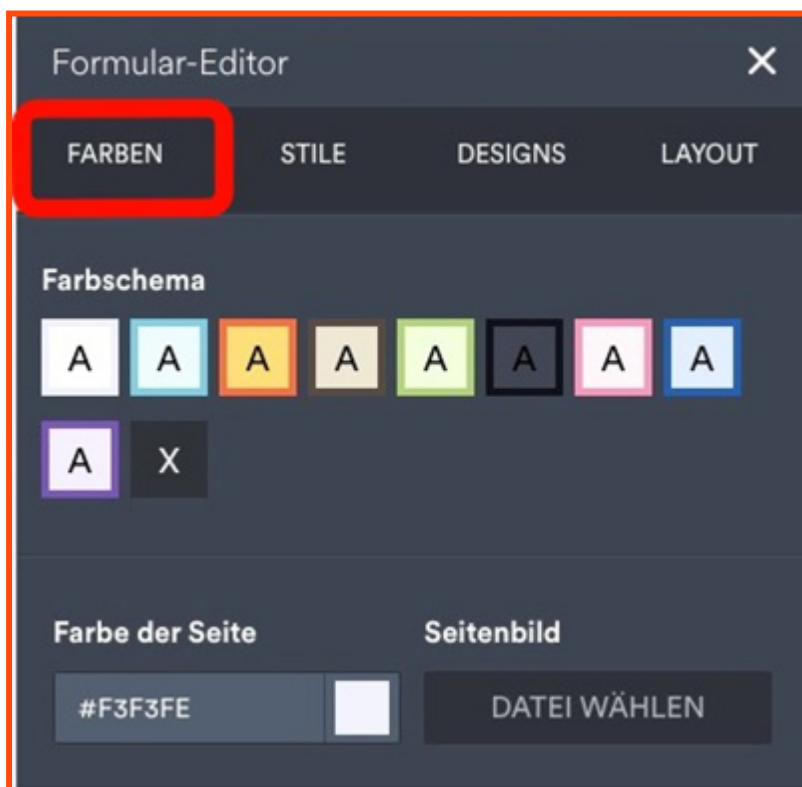 Formular-Editor
FARBEN STILE DESIGNS LAYOUT
Farbschema
A A A A A A A A
A X
Farbe der Seite Seitenbild
#F3F3FE DATEI WÄHLEN